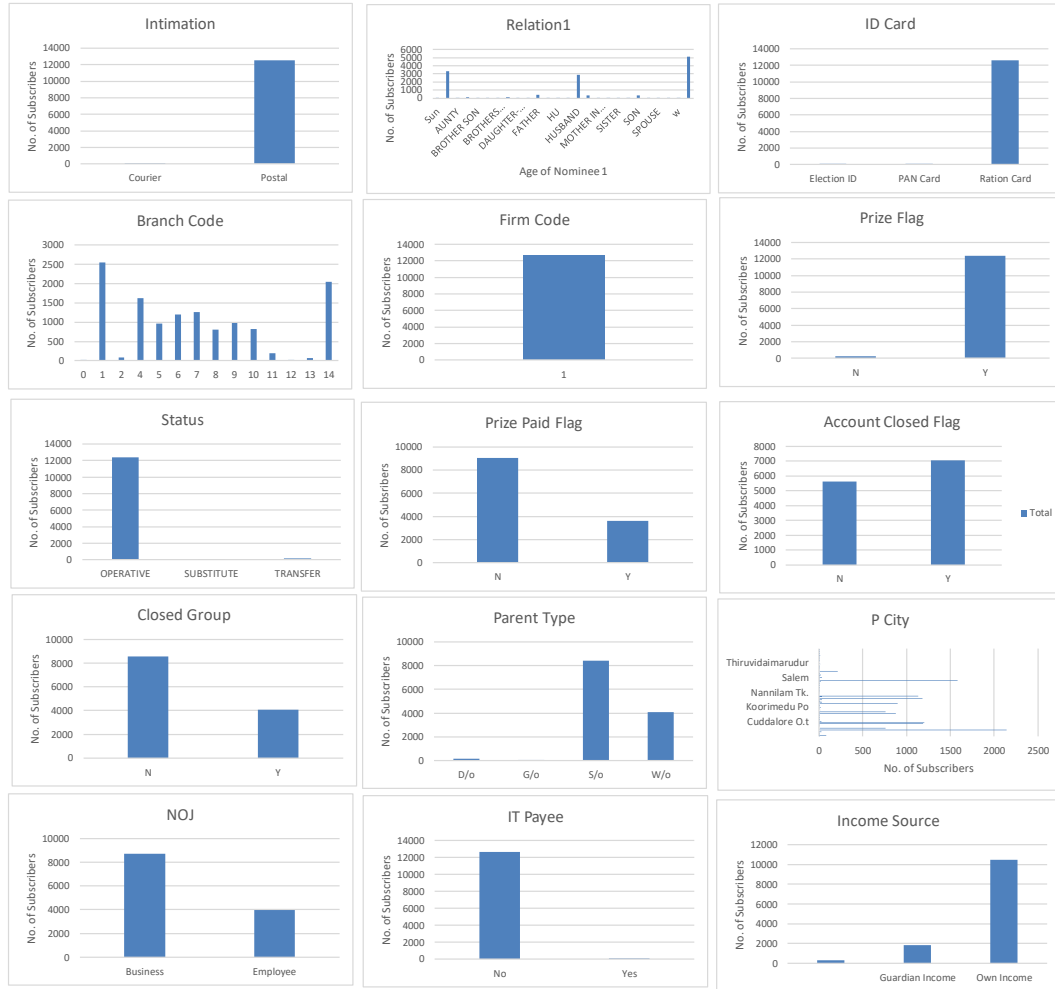 Intimation
No. of Subscribers
14000
12000
10000
8000
6000
4000
2000
0
Courier Postal
Relation1
No. of Subscribers
6000
5000
4000
3000
2000
1000
0
Sun AUNTY BROTHER SON BROTHERS... DAUGHTER-... FATHER HU HUSBAND MOTHER IN... SISTER SON SPOUSE w
Age of Nominee 1
ID Card
No. of Subscribers
14000
12000
10000
8000
6000
4000
2000
0
Election ID PAN Card Ration Card
Branch Code
No. of Subscribers
3000
2500
2000
1500
1000
500
0
0 1 2 4 5 6 7 8 9 10 11 12 13 14
Firm Code
No. of Subscribers
14000
12000
10000
8000
6000
4000
2000
0
1
Prize Flag
No. of Subscribers
14000
12000
10000
8000
6000
4000
2000
0
N Y
Status
No. of Subscribers
14000
12000
10000
8000
6000
4000
2000
0
OPERATIVE SUBSTITUTE TRANSFER
Prize Paid Flag
No. of Subscribers
10000
8000
6000
4000
2000
0
N Y
Account Closed Flag
No. of Subscribers
8000
7000
6000
5000
4000
3000
2000
1000
0
N Y
Total
Closed Group
No. of Subscribers
10000
8000
6000
4000
2000
0
N Y
Parent Type
No. of Subscribers
10000
8000
6000
4000
2000
0
D/o G/o S/o W/o
P City
Thiruvidaimarudur
Salem
Nannilam Tk.
Koorimedu Po
Cuddalore O.t
0 500 1000 1500 2000 2500
No. of Subscribers
NOJ
No. of Subscribers
10000
8000
6000
4000
2000
0
Business Employee
IT Payee
No. of Subscribers
14000
12000
10000
8000
6000
4000
2000
0
No Yes
Income Source
No. of Subscribers
12000
10000
8000
6000
4000
2000
0
Guardian Income Own Income